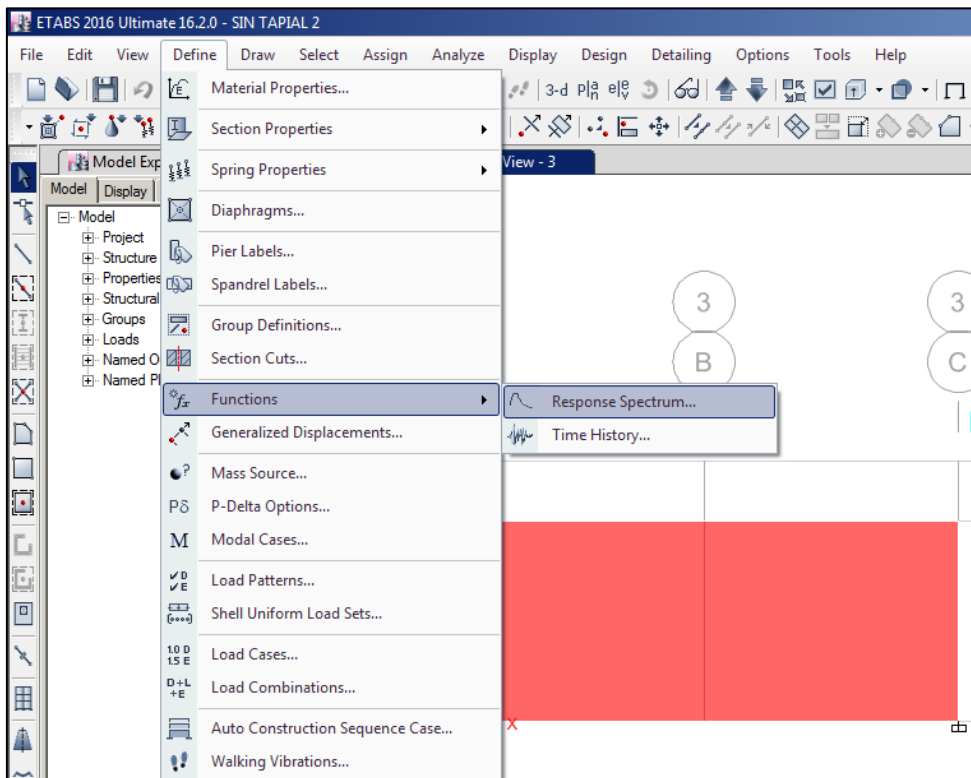 ETABS 2016 Ultimate 16.2.0 - SIN TAPIAL 2
File Edit View Define Draw Select Assign Analyze Display Design Detailing Options Tools Help
3-d
Model Exp
View - 3
Model Display
Model
Project
Structure
Properties
Structural
Groups
Loads
Named O
Named Pl
Material Properties...
Section Properties
Spring Properties
Diaphragms...
Pier Labels...
Spandrel Labels...
Group Definitions...
Section Cuts...
Functions
Generalized Displacements...
Mass Source...
Pδ P-Delta Options...
M Modal Cases...
Load Patterns...
Shell Uniform Load Sets...
Load Cases...
Load Combinations...
Auto Construction Sequence Case...
Walking Vibrations...
Response Spectrum...
Time History...
3 3
B C
X